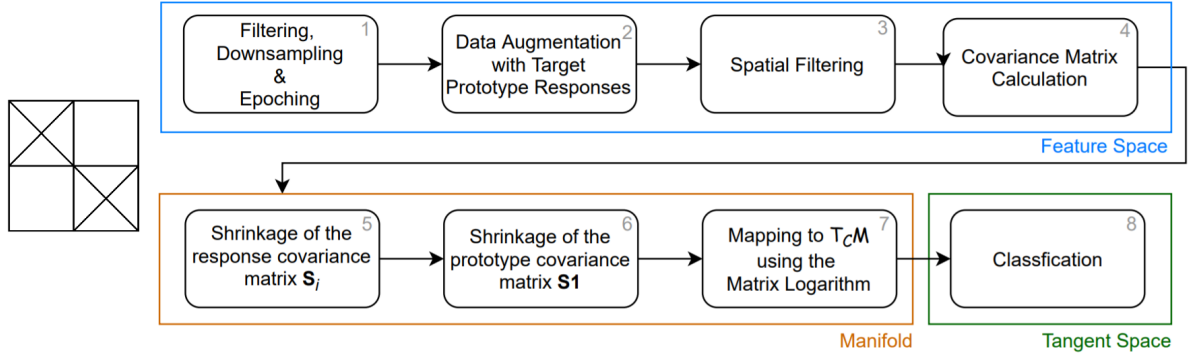 1
Filtering,
Downsampling
&
Epoching
2
Data Augmentation
with Target
Prototype Responses
3
Spatial Filtering
4
Covariance Matrix
Calculation
Feature Space
5
Shrinkage of the
response covariance
matrix Sᵢ
6
Shrinkage of the
prototype covariance
matrix S1
7
Mapping to T_CM
using the
Matrix Logarithm
8
Classfication
Manifold
Tangent Space